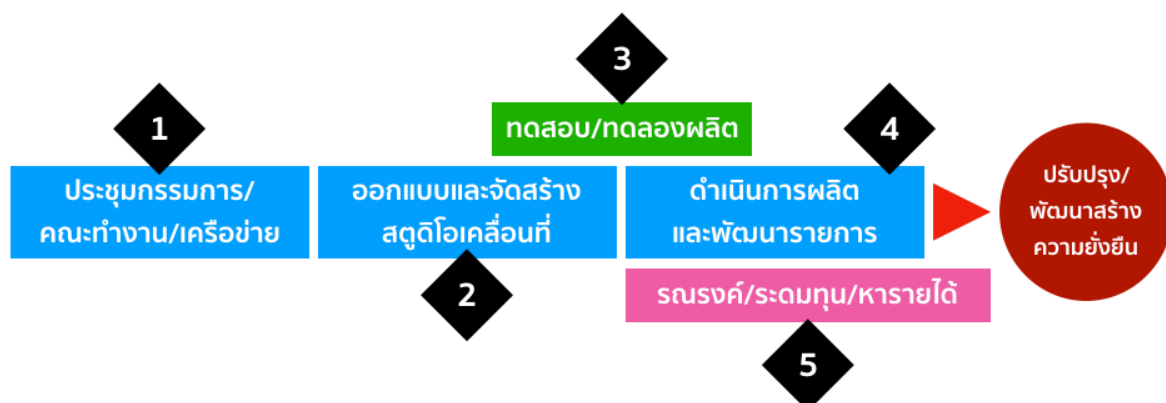 3
ทดสอบ/ทดลองผลิต
1
ประชุมกรรมการ/
คณะทำงาน/เครือข่าย
ออกแบบและจัดสร้าง
สตูดิโอเคลื่อนที่
2
4
ดำเนินการผลิต
และพัฒนารายการ
รณรงค์/ระดมทุน/หารายได้
5
ปรับปรุง/
พัฒนาสร้าง
ความยั่งยืน